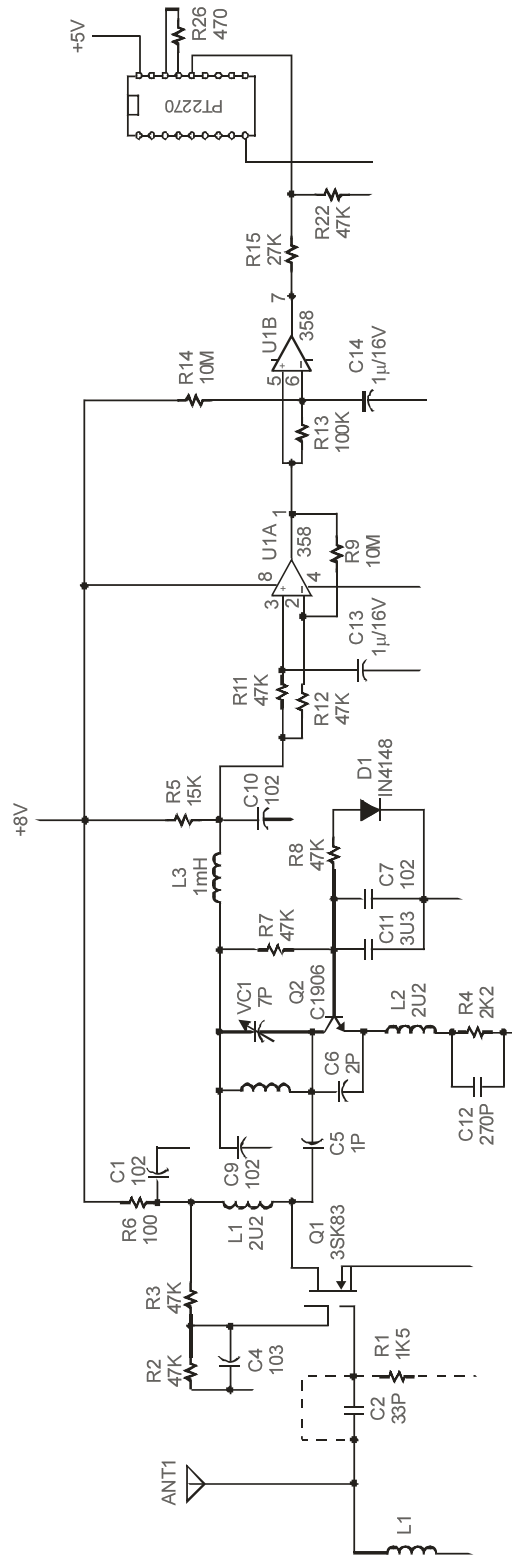 ANT1
L1
C2
33P
R1
1K5
R2
47K
R3
47K
C4
103
Q1
3SK83
R6
100
C1
102
L1
2U2
C9
102
C5
1P
C6
2P
VC1
7P
Q2
C1906
C12
270P
R4
2K2
L2
2U2
R7
47K
C11
3U3
C7
102
R8
47K
D1
IN4148
L3
1mH
C10
102
R5
15K
+8V
R11
47K
R12
47K
C13
1μ/16V
3
2
8
4
U1A
358
1
R9
10M
R13
100K
R14
10M
5
6
U1B
358
7
C14
1μ/16V
R15
27K
R22
47K
PT2270
+5V
R26
470